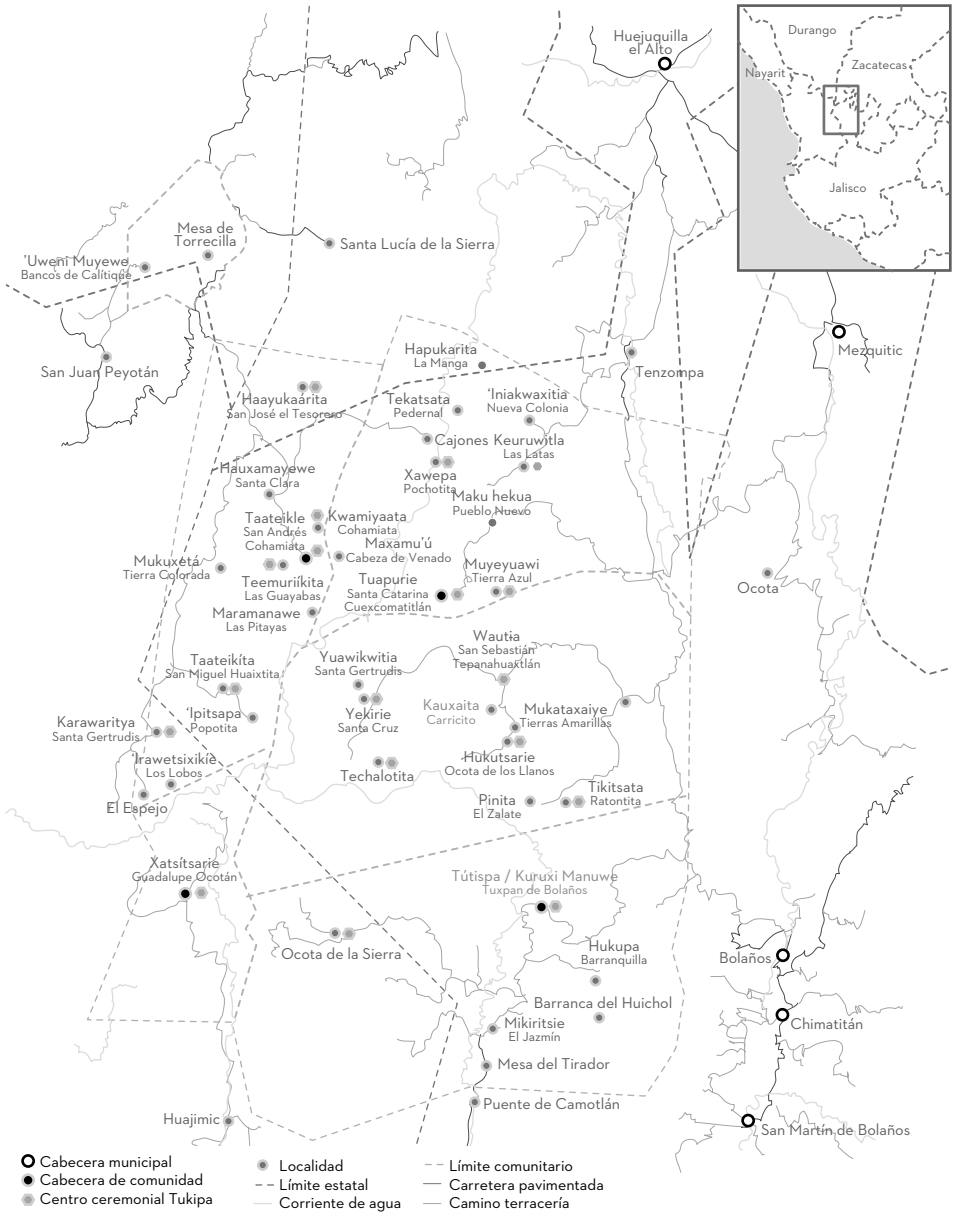 Huejuquilla
el Alto
Durango
Zacatecas
Nayarit
Jalisco
Mesa de
Torrecilla
Santa Lucía de la Sierra
'Uweni Muyewe
Bancos de Calítique
San Juan Peyotán
Mezquitic
Hapukarita
La Manga
Tenzompa
Haayukaárita
San José el Tesorero
Tekatsata
Pedernal
'Iniakwaxitia
Nueva Colonia
Cajones
Keuruwitla
Las Latas
Xawepa
Pochotita
Hauxamayewe
Santa Clara
Maku hekua
Pueblo Nuevo
Taateikie
San Andrés
Cohamiata
Kwamiyaata
Cohamiata
Maxamu'ú
Cabeza de Venado
Mukuxetá
Tierra Colorada
Teemuriíkita
Las Guayabas
Tuapurie
Santa Catarina
Cuexcomatitlán
Muyeyuawi
Tierra Azul
Ocota
Maramanawe
Las Pitayas
Wautia
San Sebastián
Tepanahuaxtlán
Taateikíta
San Miguel Huaixtita
Yuawikwitia
Santa Gertrudis
'Ipitsapa
Popotita
Yekirie
Santa Cruz
Kauxaita
Carricito
Mukataxaiye
Tierras Amarillas
Karawaritya
Santa Gertrudis
Hukutsarie
Ocota de los Llanos
'Irawetsixikíe
Los Lobos
Techalotita
El Espejo
Pinita
El Zalate
Tikitsata
Ratontita
Xatsítsarie
Guadalupe Ocotán
Tútispa / Kuruxi Manuwe
Tuxpan de Bolaños
Ocota de la Sierra
Hukupa
Barranquilla
Bolaños
Barranca del Huichol
Mikiritsie
El Jazmín
Chimatitán
Mesa del Tirador
Puente de Camotlán
Huajimic
San Martín de Bolaños
Cabecera municipal
Cabecera de comunidad
Centro ceremonial Tukipa
Localidad
Límite estatal
Corriente de agua
Límite comunitario
Carretera pavimentada
Camino terracería